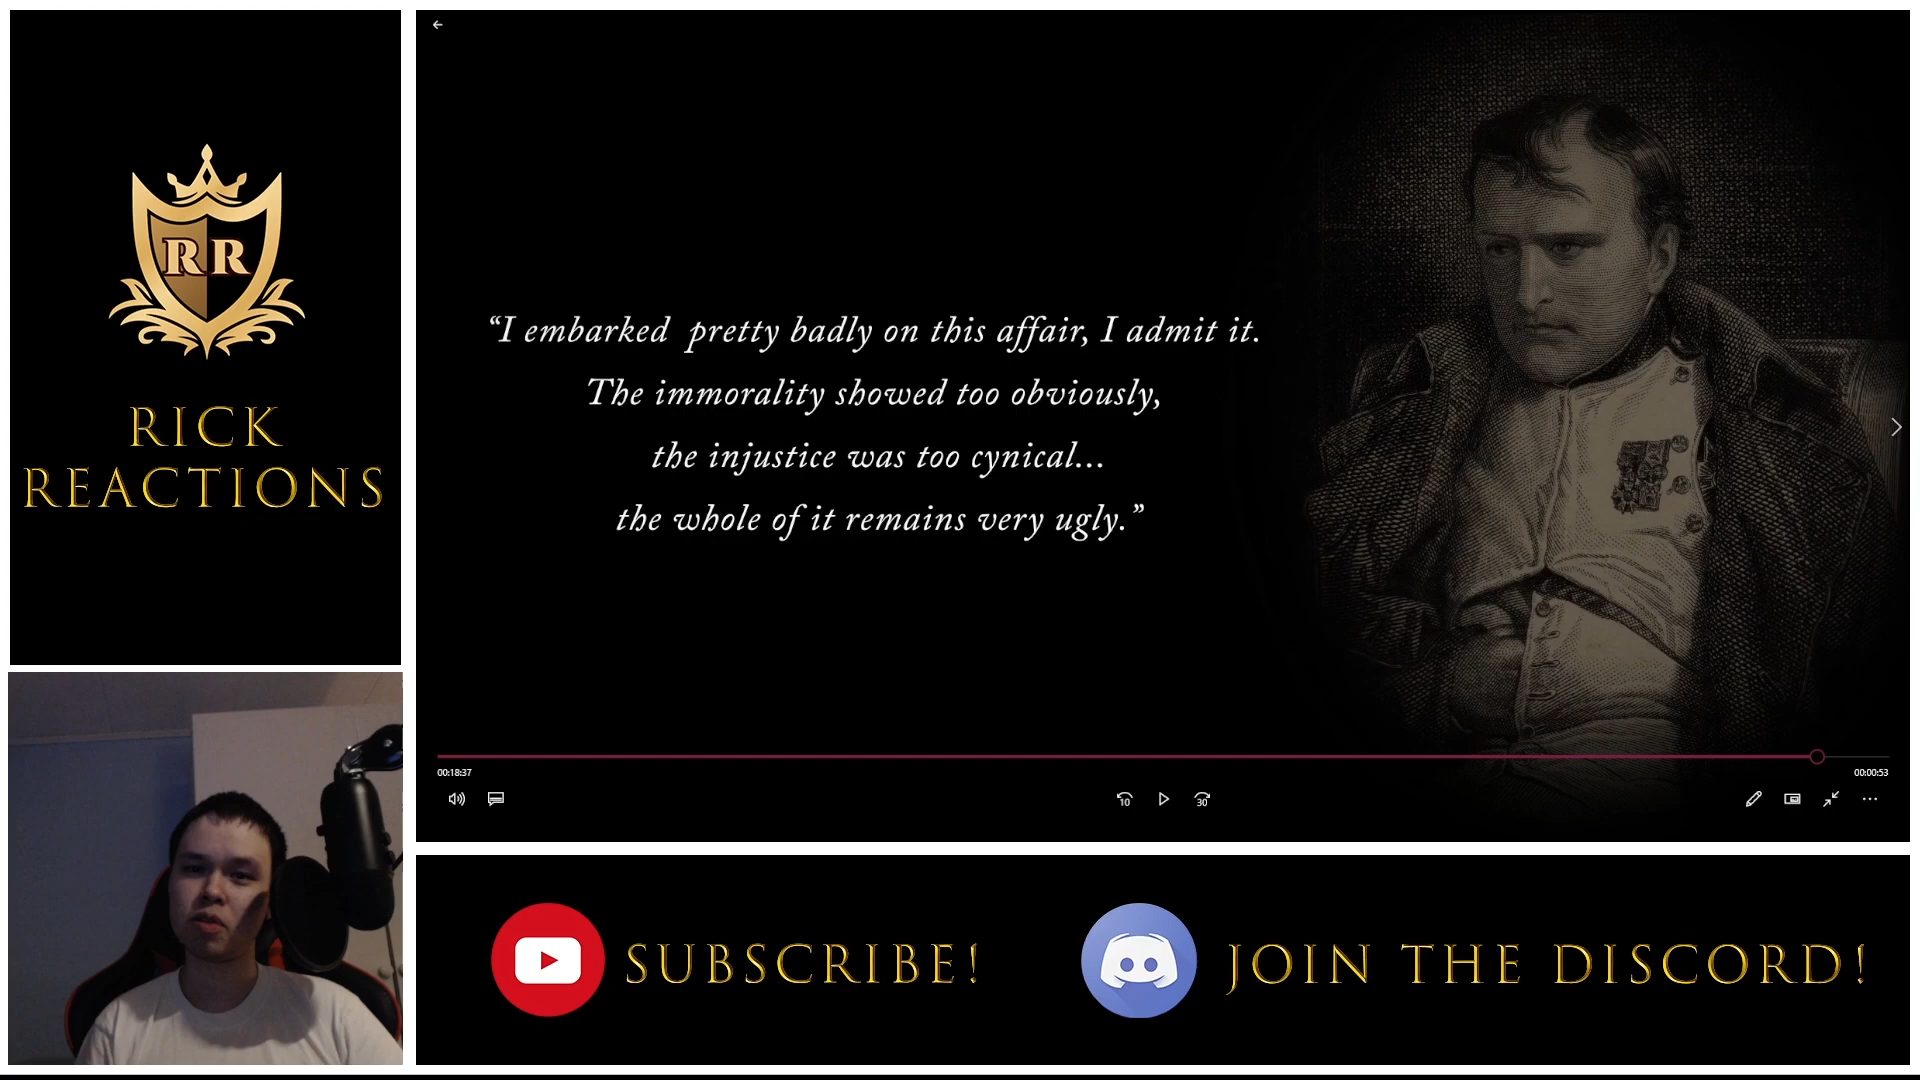 RR
RICK
REACTIONS
“I embarked  pretty badly on this affair, I admit it.
The immorality showed too obviously,
the injustice was too cynical...
the whole of it remains very ugly.”
00:18:37
00:00:53
10
30
SUBSCRIBE!
JOIN THE DISCORD!